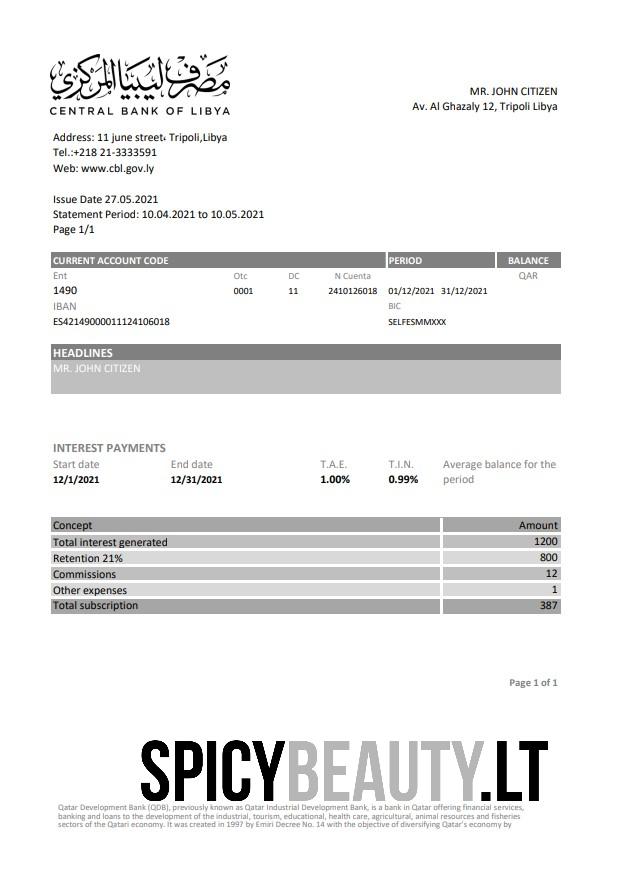 مصرف ليبيا المركزي
CENTRAL BANK OF LIBYA
MR. JOHN CITIZEN
Av. Al Ghazaly 12, Tripoli Libya
Address: 11 june street، Tripoli,Libya
Tel.:+218 21-3333591
Web: www.cbl.gov.ly
Issue Date 27.05.2021
Statement Period: 10.04.2021 to 10.05.2021
Page 1/1
CURRENT ACCOUNT CODE PERIOD BALANCE
Ent Otc DC N Cuenta QAR
1490 0001 11 2410126018 01/12/2021 31/12/2021
IBAN BIC
ES42149000011124106018 SELFESMMXXX
HEADLINES
MR. JOHN CITIZEN
INTEREST PAYMENTS
Start date End date T.A.E. T.I.N. Average balance for the
12/1/2021 12/31/2021 1.00% 0.99% period
Concept Amount
Total interest generated 1200
Retention 21% 800
Commissions 12
Other expenses 1
Total subscription 387
Page 1 of 1
SPICYBEAUTY.LT
Qatar Development Bank (QDB), previously known as Qatar Industrial Development Bank, is a bank in Qatar offering financial services,
banking and loans to the development of the industrial, tourism, educational, health care, agricultural, animal resources and fisheries
sectors of the Qatari economy. It was created in 1997 by Emiri Decree No. 14 with the objective of diversifying Qatar's economy by